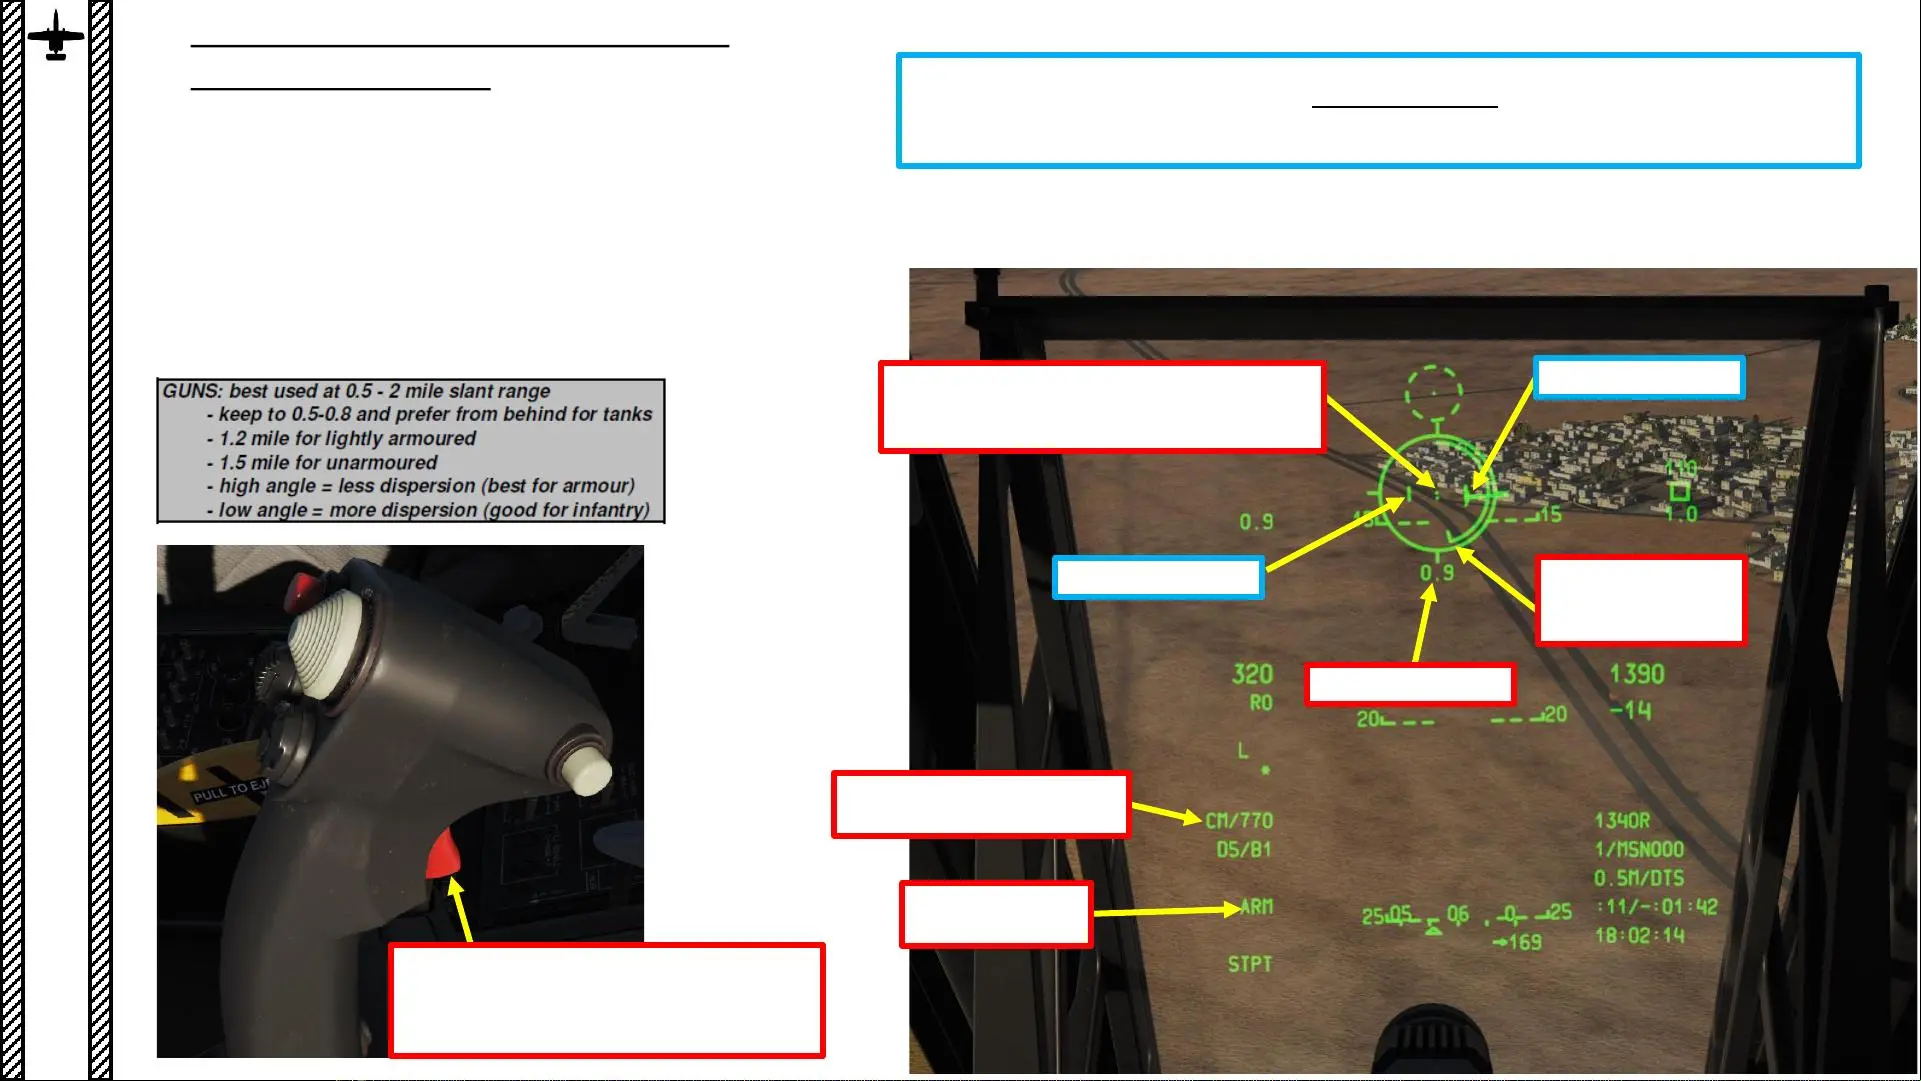 GUNS: best used at 0.5 - 2 mile slant range
- keep to 0.5-0.8 and prefer from behind for tanks
- 1.2 mile for lightly armoured
- 1.5 mile for unarmoured
- high angle = less dispersion (best for armour)
- low angle = more dispersion (good for infantry)
PULL TO EJ
110
1.0
0.9
15 15
0.9
320
RO
1390
-14
20 20
L
*
CM/770
D5/B1
ARM
STPT
1340R
1/MSN000
0.5M/DTS
:11/-:01:42
18:02:14
25 05 06 -0- 25
→169